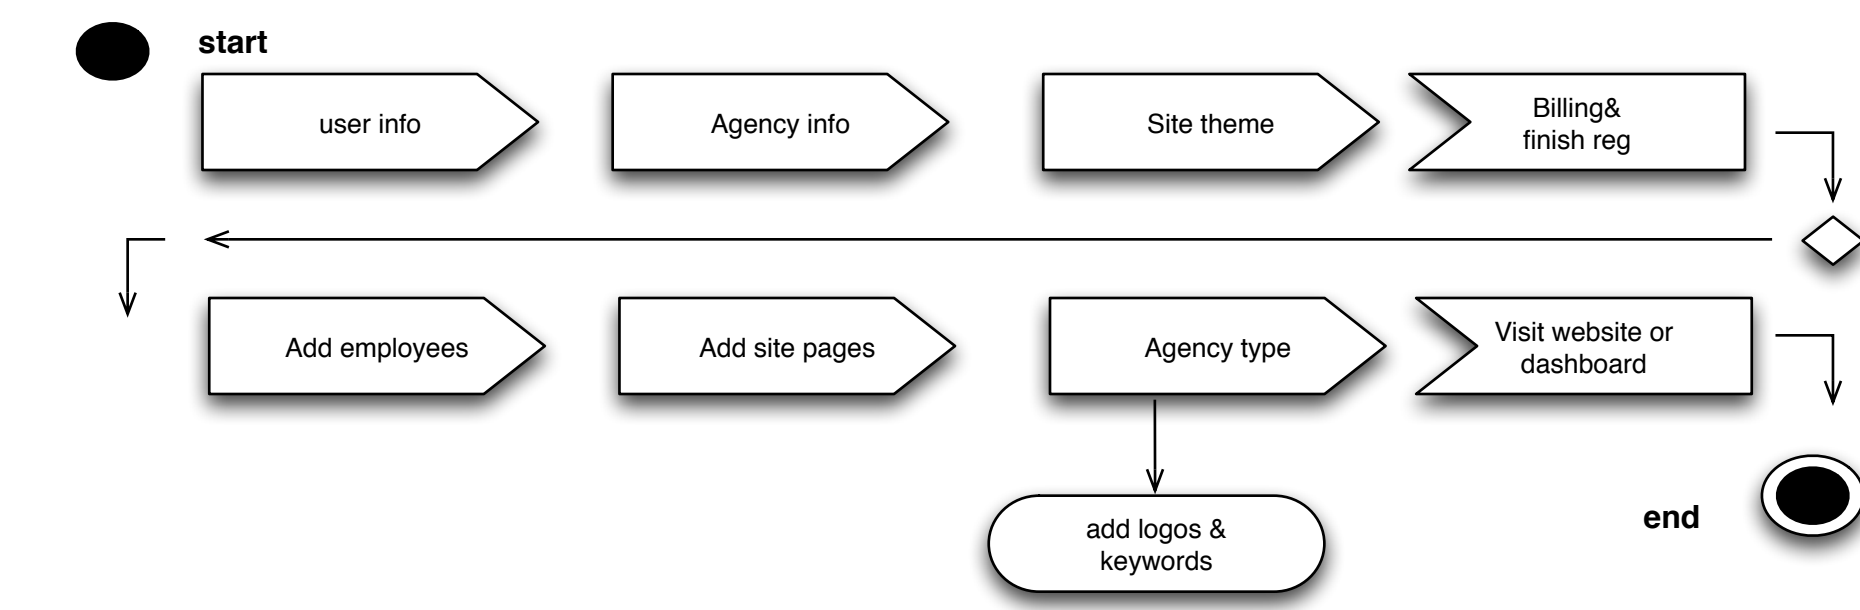 start
user info
Agency info
Site theme
Billing&
finish reg
Add employees
Add site pages
Agency type
Visit website or
dashboard
add logos &
keywords
end